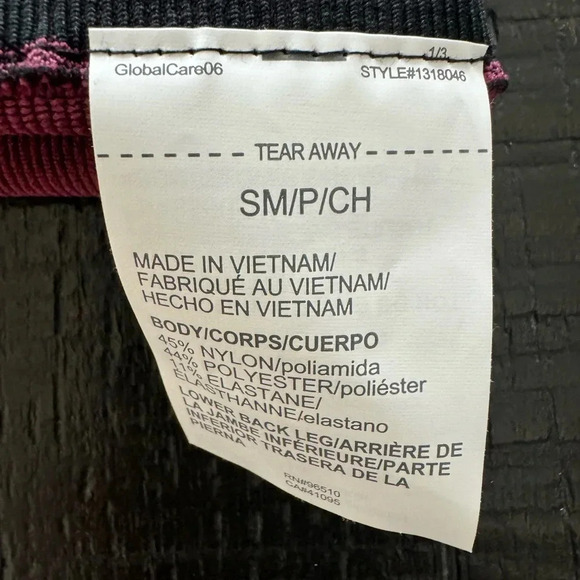 1/3
GlobalCare06 STYLE#1318046
TEAR AWAY
SM/P/CH
MADE IN VIETNAM/
FABRIQUÉ AU VIETNAM/
HECHO EN VIETNAM
BODY/CORPS/CUERPO
45% NYLON/poliamida
44% POLYESTER/poliéster
11% ELASTANE/
ELASTHANNE/elastano
LOWER BACK LEG/ARRIÈRE DE
LA JAMBE INFÉRIEURE/PARTE
INFERIOR TRASERA DE LA
PIERNA
RN#96510
CA#41095